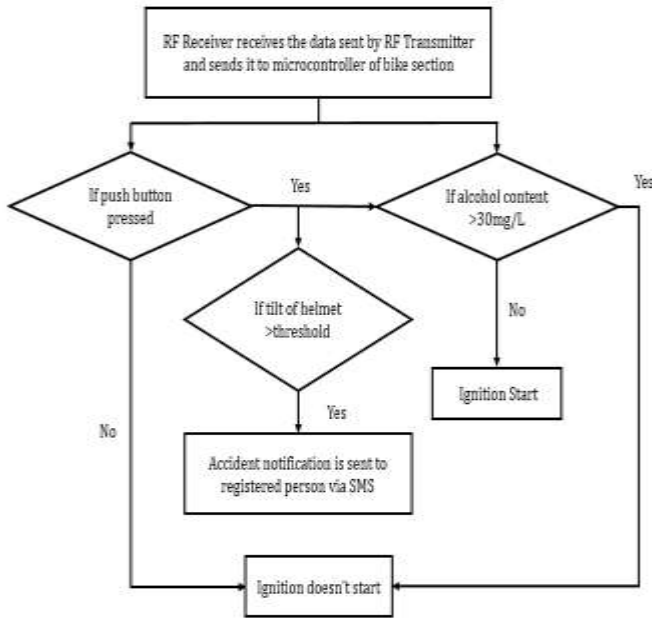 RF Receiver receives the data sent by RF Transmitter
and sends it to microcontroller of bike section
If push button
pressed
Yes
If alcohol content
>30mg/L
Yes
If tilt of helmet
>threshold
No
Ignition Start
Yes
No
Accident notification is sent to
registered person via SMS
Ignition doesn't start